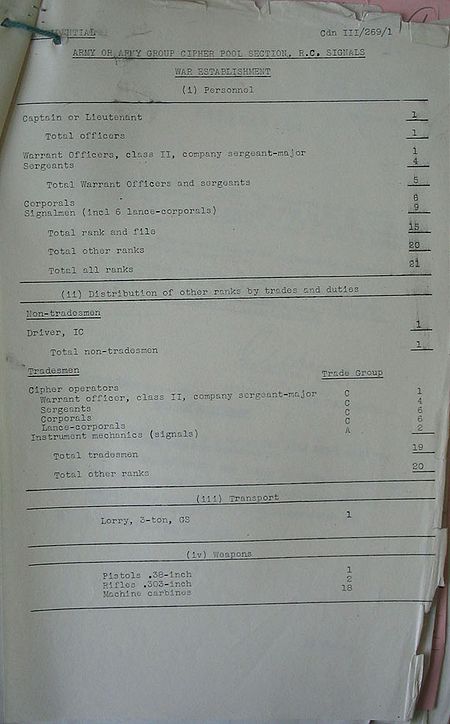 DENTIAL
Cdn III/269/1
ARMY OR ARMY GROUP CIPHER POOL SECTION, R.C. SIGNALS
WAR ESTABLISHMENT
(i) Personnel
Captain or Lieutenant 1
Total officers 1
Warrant Officers, class II, company sergeant-major 1
Sergeants 4
Total Warrant Officers and sergeants 5
Corporals 6
Signalmen (incl 6 lance-corporals) 9
Total rank and file 15
Total other ranks 20
Total all ranks 21
(ii) Distribution of other ranks by trades and duties
Non-tradesmen
Driver, IC 1
Total non-tradesmen 1
Tradesmen Trade Group
Cipher operators
Warrant officer, class II, company sergeant-major C 1
Sergeants C 4
Corporals C 6
Lance-corporals C 6
Instrument mechanics (signals) A 2
Total tradesmen 19
Total other ranks 20
(iii) Transport
Lorry, 3-ton, GS 1
(iv) Weapons
Pistols .38-inch 1
Rifles .303-inch 2
Machine carbines 18